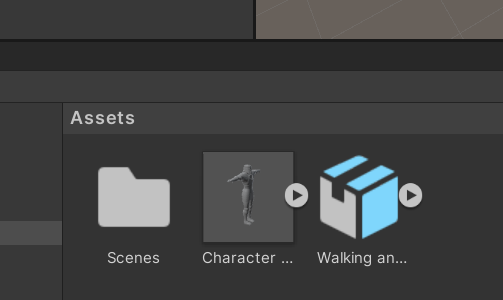 Assets
Scenes
Character ...
Walking an...